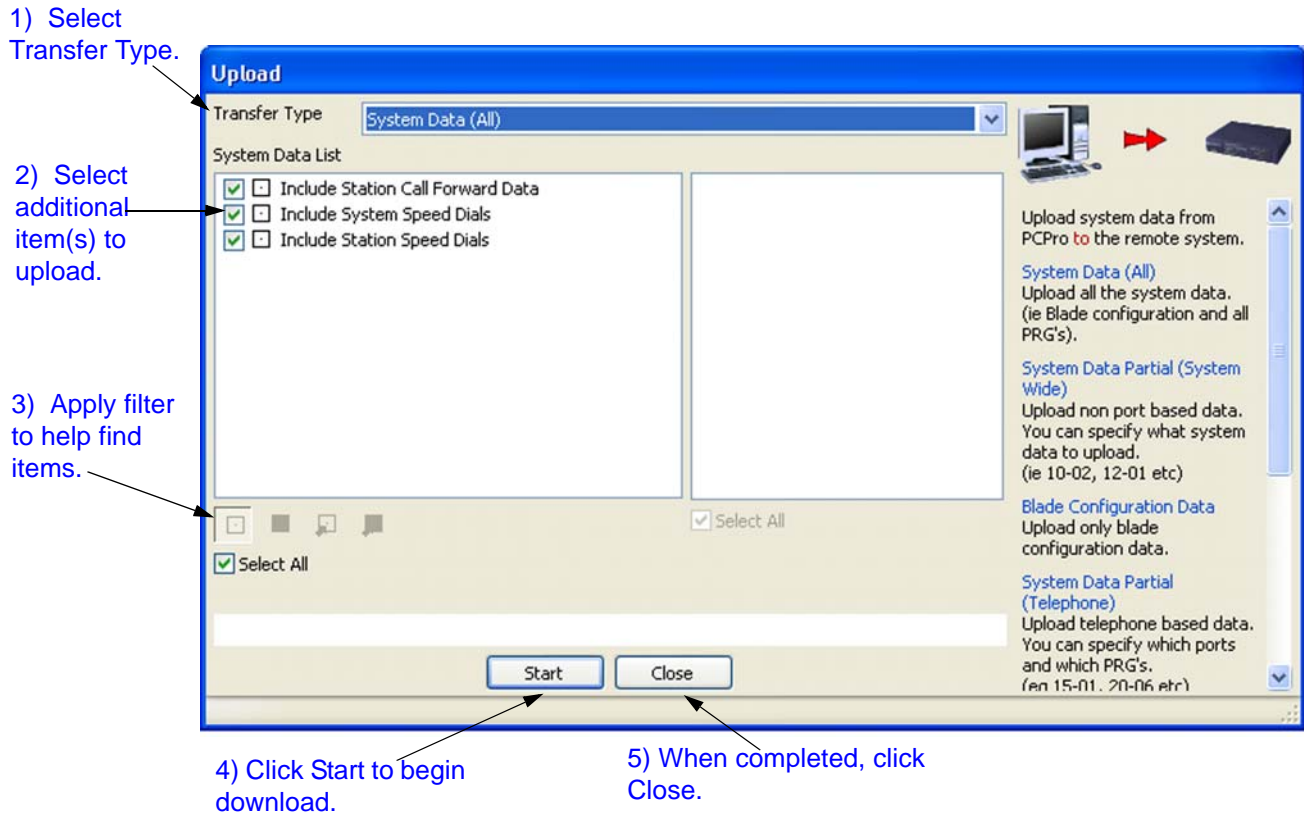 1)  Select
Transfer Type.
Upload
Transfer Type
System Data (All)
System Data List
2)  Select
additional
item(s) to
upload.
Include Station Call Forward Data
Include System Speed Dials
Include Station Speed Dials
3)  Apply filter
to help find
items.
Select All
Select All
Start
Close
Upload system data from
PCPro to the remote system.
System Data (All)
Upload all the system data.
(ie Blade configuration and all
PRG's).
System Data Partial (System
Wide)
Upload non port based data.
You can specify what system
data to upload.
(ie 10-02, 12-01 etc)
Blade Configuration Data
Upload only blade
configuration data.
System Data Partial
(Telephone)
Upload telephone based data.
You can specify which ports
and which PRG's.
(eg 15-01, 20-06 etc)
4) Click Start to begin
download.
5) When completed, click
Close.